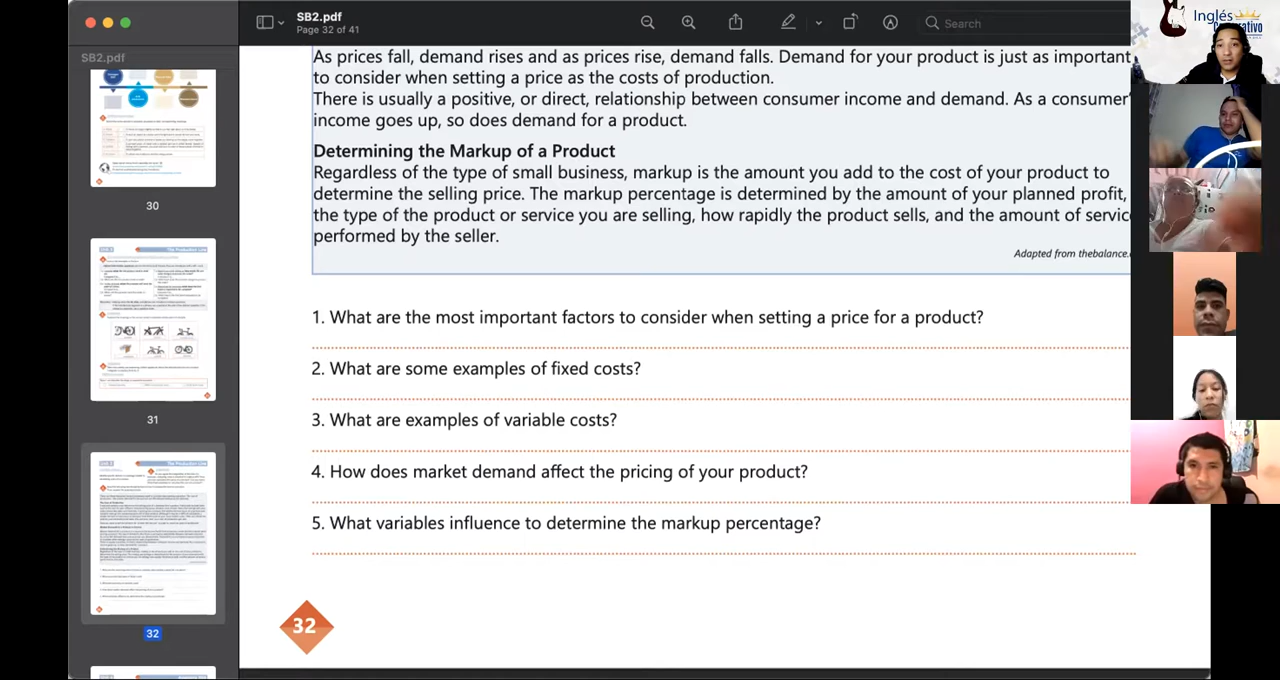 SB2.pdf
Page 32 of 41
Search
Inglés
SB2.pdf
30
31
32
As prices fall, demand rises and as prices rise, demand falls. Demand for your product is just as important
to consider when setting a price as the costs of production.
There is usually a positive, or direct, relationship between consumer income and demand. As a consumer'
income goes up, so does demand for a product.
Determining the Markup of a Product
Regardless of the type of small business, markup is the amount you add to the cost of your product to
determine the selling price. The markup percentage is determined by the amount of your planned profit,
the type of the product or service you are selling, how rapidly the product sells, and the amount of servic
performed by the seller.
Adapted from thebalance.
1. What are the most important factors to consider when setting a price for a product?
2. What are some examples of fixed costs?
3. What are examples of variable costs?
4. How does market demand affect the pricing of your product?
5. What variables influence to determine the markup percentage?
32